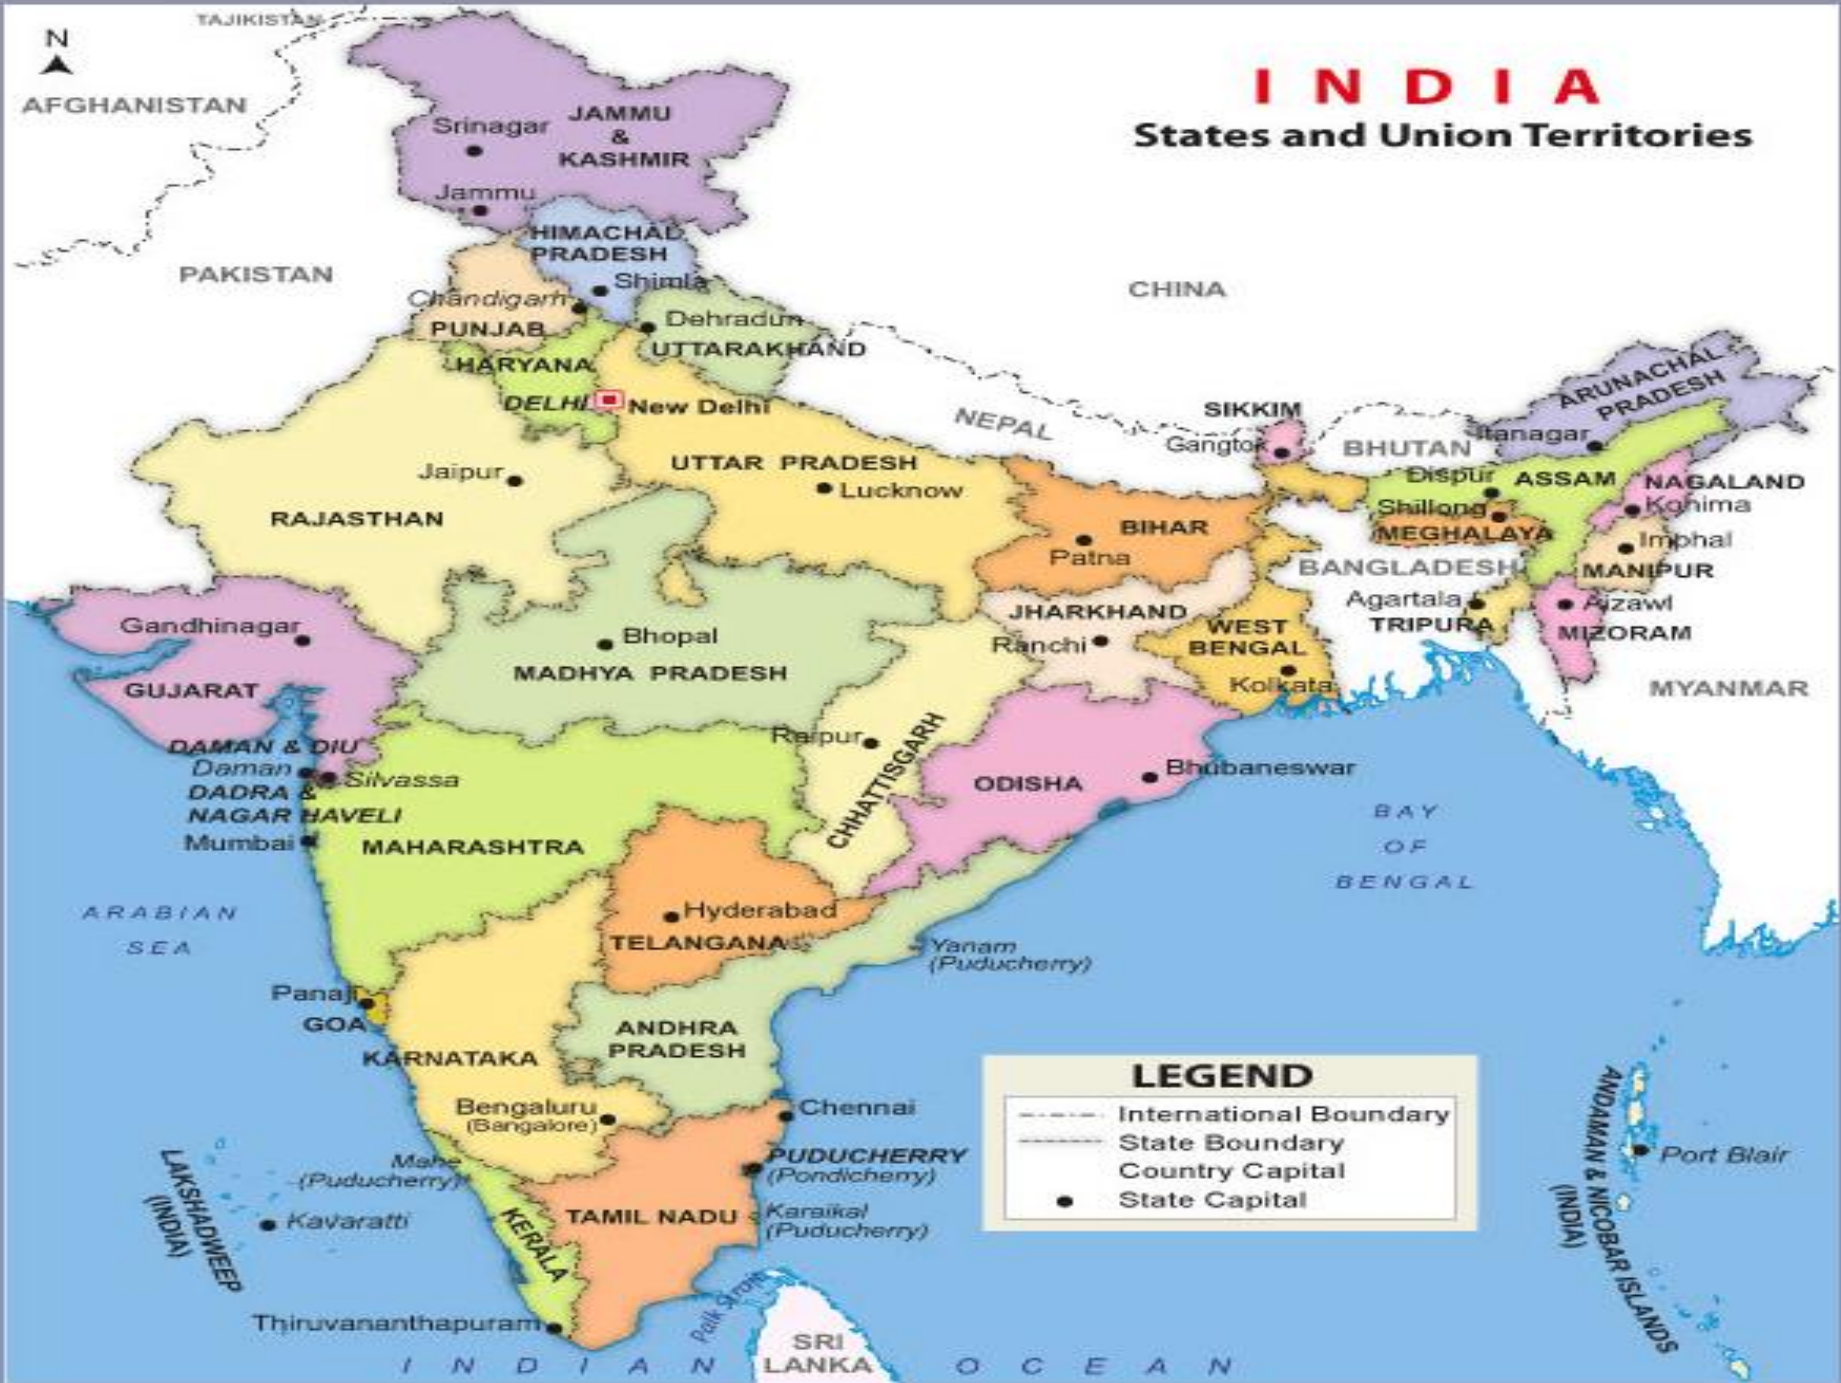 TAJIKISTAN
N
AFGHANISTAN
INDIA
States and Union Territories
JAMMU
&
KASHMIR
Srinagar
Jammu
HIMACHAL
PRADESH
PAKISTAN
Shimla
CHINA
Chandigarh
PUNJAB
Dehradun
UTTARAKHAND
HARYANA
DELHI
New Delhi
NEPAL
SIKKIM
Gangtok
BHUTAN
ARUNACHAL
PRADESH
Itanagar
UTTAR PRADESH
Lucknow
Jaipur
RAJASTHAN
Dispur
ASSAM
NAGALAND
Shillong
Kohima
MEGHALAYA
BIHAR
Patna
Imphal
MANIPUR
BANGLADESH
Agartala
TRIPURA
Aizawl
MIZORAM
JHARKHAND
Ranchi
WEST
BENGAL
Kolkata
MYANMAR
Gandhinagar
GUJARAT
Bhopal
MADHYA PRADESH
Raipur
CHHATTISGARH
DAMAN & DIU
Daman
Silvassa
DADRA &
NAGAR HAVELI
Mumbai
MAHARASHTRA
ODISHA
Bhubaneswar
BAY
OF
BENGAL
ARABIAN
SEA
Hyderabad
TELANGANA
Yanam
(Puducherry)
Panaji
GOA
KARNATAKA
ANDHRA
PRADESH
Bengaluru
(Bangalore)
Chennai
Mahe
(Puducherry)
PUDUCHERRY
(Pondicherry)
LAKSHADWEEP
(INDIA)
Kavaratti
KERALA
TAMIL NADU
Karaikal
(Puducherry)
Thiruvananthapuram
Palk Strait
SRI
LANKA
INDIAN OCEAN
LEGEND
International Boundary
State Boundary
Country Capital
State Capital
ANDAMAN & NICOBAR ISLANDS
(INDIA)
Port Blair